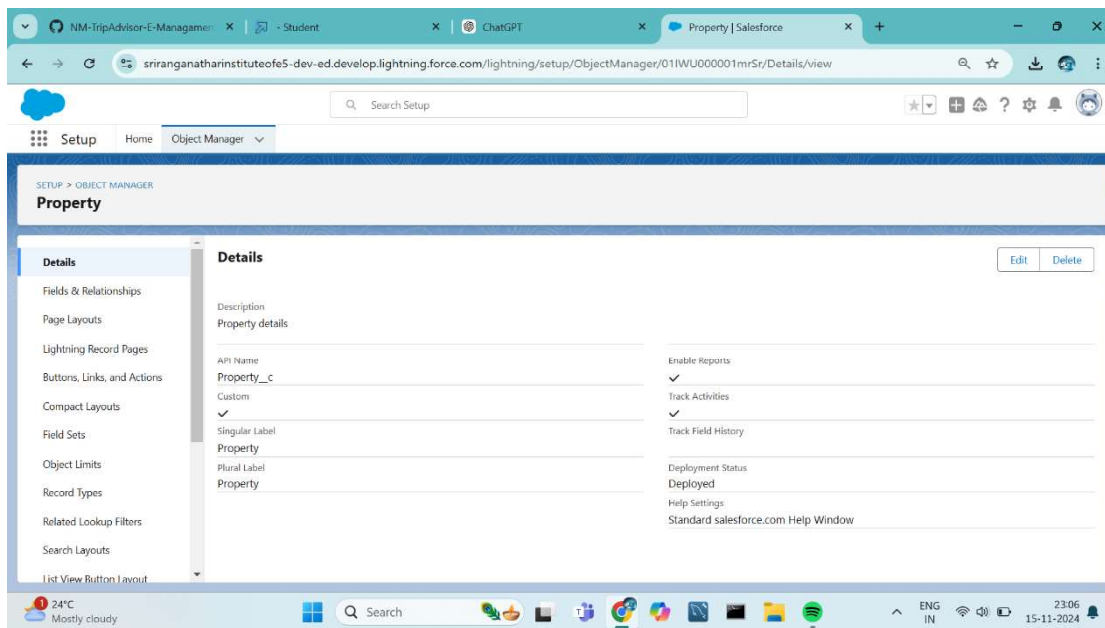 NM-TripAdvisor-E-Managemen
- Student
ChatGPT
Property | Salesforce
sriranganatharinstituteofe5-dev-ed.develop.lightning.force.com/lightning/setup/ObjectManager/01IWU000001mrSr/Details/view
Search Setup
Setup Home Object Manager
SETUP > OBJECT MANAGER
Property
Details
Fields & Relationships
Page Layouts
Lightning Record Pages
Buttons, Links, and Actions
Compact Layouts
Field Sets
Object Limits
Record Types
Related Lookup Filters
Search Layouts
List View Button Layout
Details
Edit Delete
Description
Property details
API Name
Property__c
Custom
Singular Label
Property
Plural Label
Property
Enable Reports
Track Activities
Track Field History
Deployment Status
Deployed
Help Settings
Standard salesforce.com Help Window
1
24°C
Mostly cloudy
Search
ENG
IN
23:06
15-11-2024